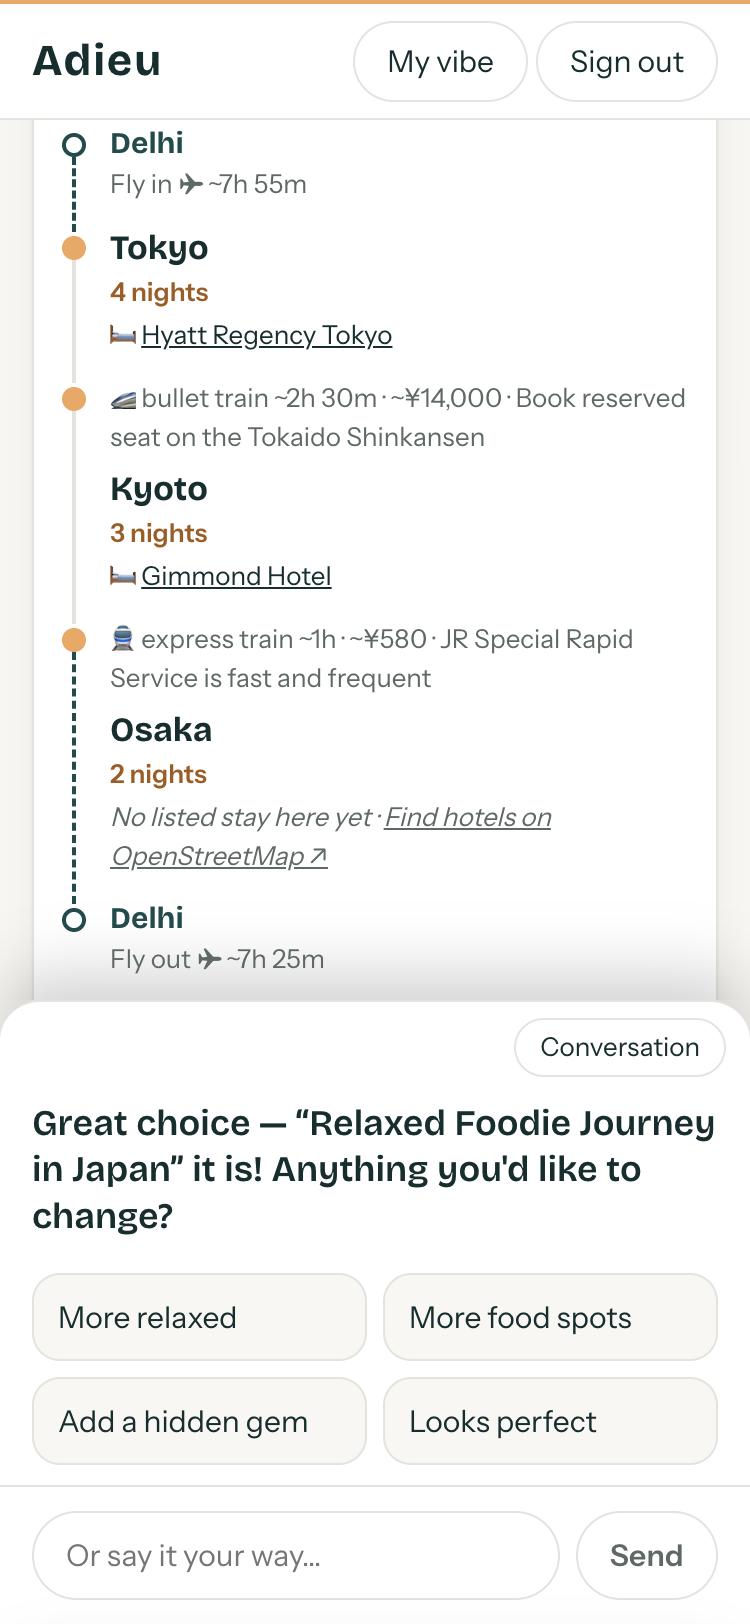 Adieu
My vibe
Sign out
Delhi
Fly in ✈ ~7h 55m
Tokyo
4 nights
🛏 Hyatt Regency Tokyo
🚄 bullet train ~2h 30m · ~¥14,000 · Book reserved
seat on the Tokaido Shinkansen
Kyoto
3 nights
🛏 Gimmond Hotel
🚆 express train ~1h · ~¥580 · JR Special Rapid
Service is fast and frequent
Osaka
2 nights
No listed stay here yet · Find hotels on
OpenStreetMap ↗
Delhi
Fly out ✈ ~7h 25m
Conversation
Great choice — “Relaxed Foodie Journey
in Japan” it is! Anything you'd like to
change?
More relaxed
More food spots
Add a hidden gem
Looks perfect
Or say it your way...
Send